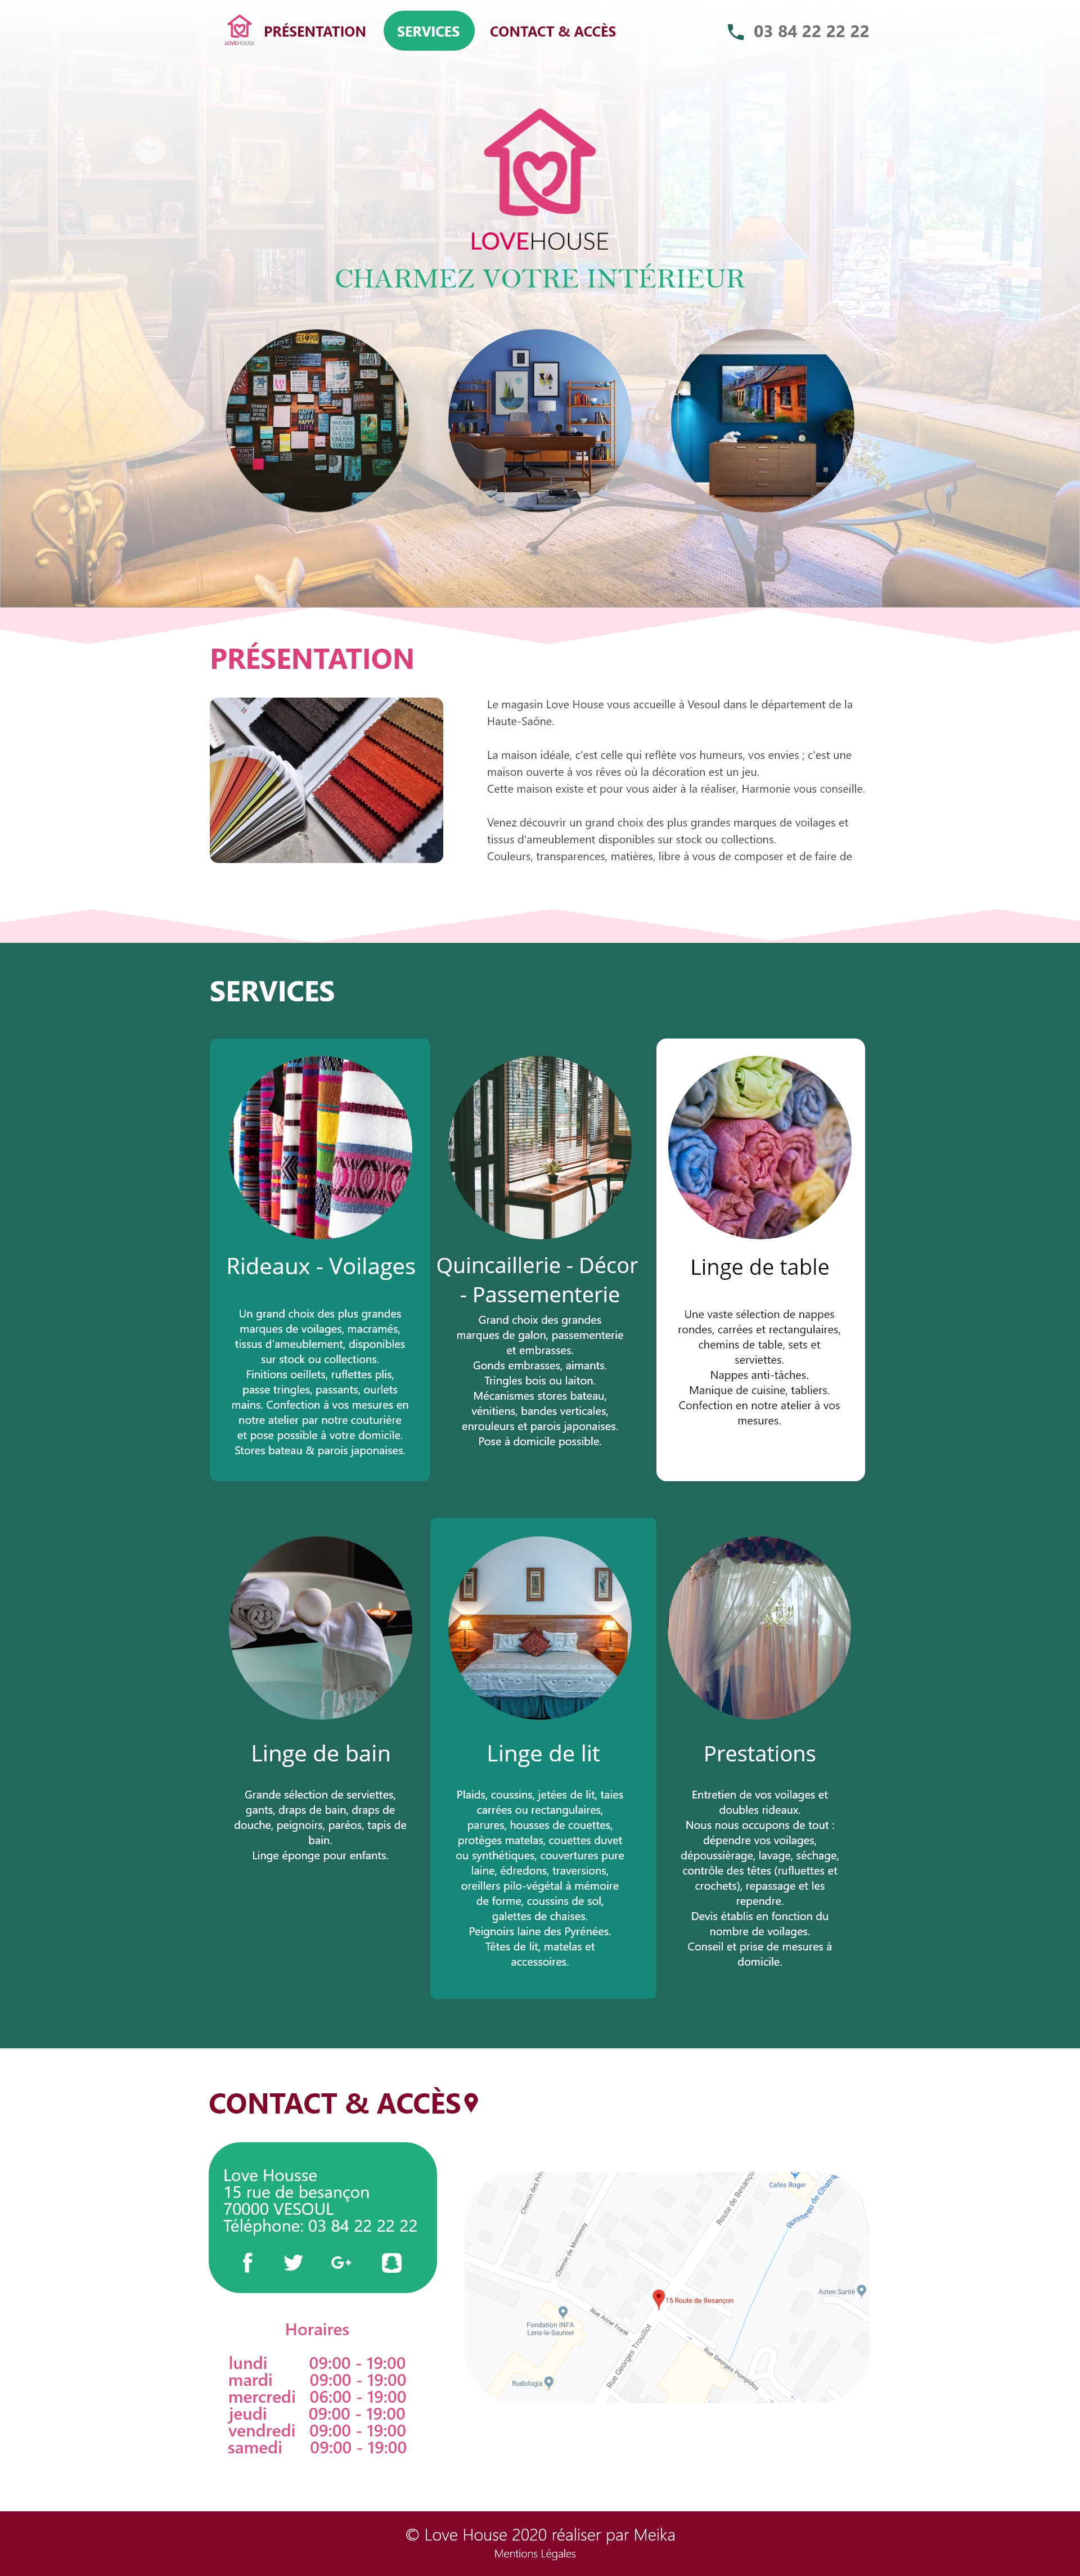 LOVEHOUSE
PRÉSENTATION
SERVICES
CONTACT & ACCÈS
03 84 22 22 22
LOVEHOUSE
CHARMEZ VOTRE INTÉRIEUR
HAPPY
WIFE
HAPPY
LIFE
PRÉSENTATION
Le magasin Love House vous accueille à Vesoul dans le département de la
Haute-Saône.
La maison idéale, c'est celle qui reflète vos humeurs, vos envies ; c'est une
maison ouverte à vos rêves où la décoration est un jeu.
Cette maison existe et pour vous aider à la réaliser, Harmonie vous conseille.
Venez découvrir un grand choix des plus grandes marques de voilages et
tissus d'ameublement disponibles sur stock ou collections.
Couleurs, transparences, matières, libre à vous de composer et de faire de
SERVICES
Rideaux - Voilages
Un grand choix des plus grandes
marques de voilages, macramés,
tissus d'ameublement, disponibles
sur stock ou collections.
Finitions oeillets, ruflettes plis,
passe tringles, passants, ourlets
mains. Confection à vos mesures en
notre atelier par notre couturière
et pose possible à votre domicile.
Stores bateau & parois japonaises.
Quincaillerie - Décor
- Passementerie
Grand choix des grandes
marques de galon, passementerie
et embrasses.
Gonds embrasses, aimants.
Tringles bois ou laiton.
Mécanismes stores bateau,
vénitiens, bandes verticales,
enrouleurs et parois japonaises.
Pose à domicile possible.
Linge de table
Une vaste sélection de nappes
rondes, carrées et rectangulaires,
chemins de table, sets et
serviettes.
Nappes anti-tâches.
Manique de cuisine, tabliers.
Confection en notre atelier à vos
mesures.
Linge de bain
Grande sélection de serviettes,
gants, draps de bain, draps de
douche, peignoirs, paréos, tapis de
bain.
Linge éponge pour enfants.
Linge de lit
Plaids, coussins, jetées de lit, taies
carrées ou rectangulaires,
parures, housses de couettes,
protèges matelas, couettes duvet
ou synthétiques, couvertures pure
laine, édredons, traversions,
oreillers pilo-végétal à mémoire
de forme, coussins de sol,
galettes de chaises.
Peignoirs laine des Pyrénées.
Têtes de lit, matelas et
accessoires.
Prestations
Entretien de vos voilages et
doubles rideaux.
Nous nous occupons de tout :
dépendre vos voilages,
dépoussièrage, lavage, séchage,
contrôle des têtes (rufluettes et
crochets), repassage et les
rependre.
Devis établis en fonction du
nombre de voilages.
Conseil et prise de mesures à
domicile.
CONTACT & ACCÈS
Love Housse
15 rue de besançon
70000 VESOUL
Téléphone: 03 84 22 22 22
G+
Horaires
lundi 09:00 - 19:00
mardi 09:00 - 19:00
mercredi 06:00 - 19:00
jeudi 09:00 - 19:00
vendredi 09:00 - 19:00
samedi 09:00 - 19:00
Chemin des
Chemin de Montenay
Route de Besanço
Cafés Roger
Ruisseau de Chatra
Asten Santé
15 Route de Besançon
Fondation INFA
Lons-le-Saunier
Rue Anne Frank
Rue Georges Trouillot
Rue Georges Pompidou
Rudologia
© Love House 2020 réaliser par Meika
Mentions Légales